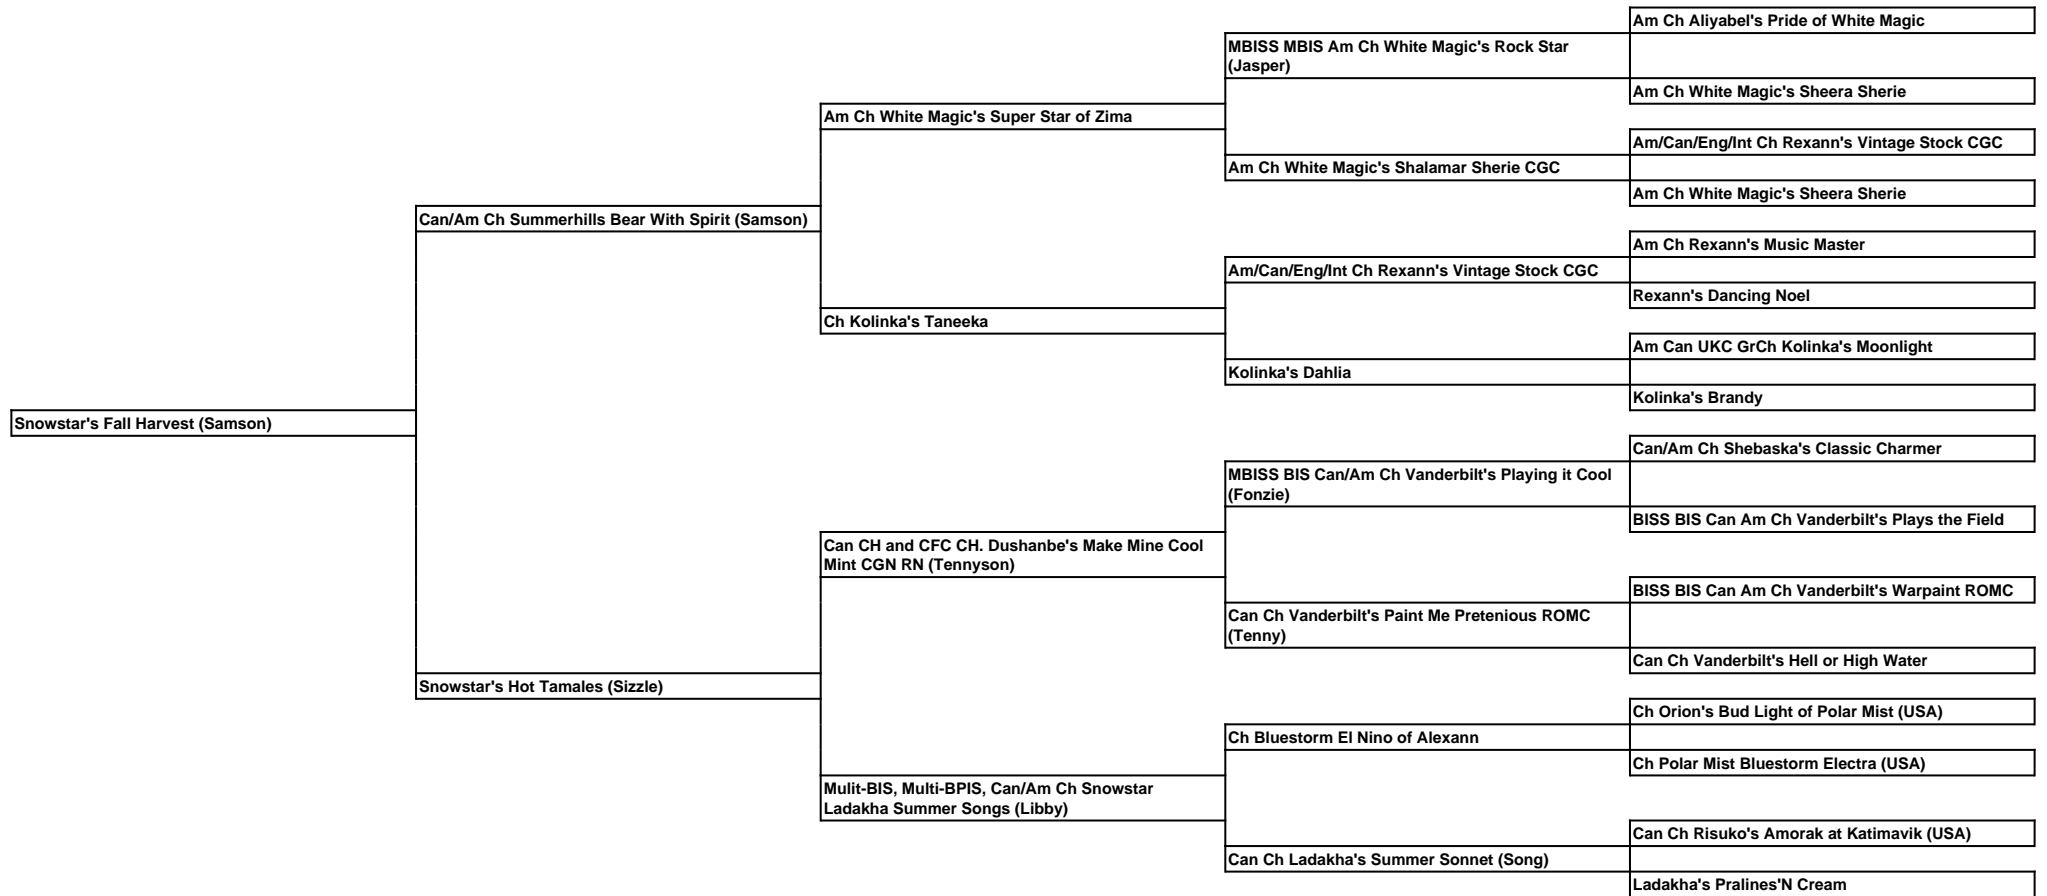 Am Ch Aliyabel's Pride of White Magic
MBISS MBIS Am Ch White Magic's Rock Star
(Jasper)
Am Ch White Magic's Sheera Sherie
Am Ch White Magic's Super Star of Zima
Am/Can/Eng/Int Ch Rexann's Vintage Stock CGC
Am Ch White Magic's Shalamar Sherie CGC
Am Ch White Magic's Sheera Sherie
Can/Am Ch Summerhills Bear With Spirit (Samson)
Am Ch Rexann's Music Master
Am/Can/Eng/Int Ch Rexann's Vintage Stock CGC
Rexann's Dancing Noel
Ch Kolinka's Taneeka
Am Can UKC GrCh Kolinka's Moonlight
Kolinka's Dahlia
Kolinka's Brandy
Snowstar's Fall Harvest (Samson)
Can/Am Ch Shebaska's Classic Charmer
MBISS BIS Can/Am Ch Vanderbilt's Playing it Cool
(Fonzie)
BISS BIS Can Am Ch Vanderbilt's Plays the Field
Can CH and CFC CH. Dushanbe's Make Mine Cool
Mint CGN RN (Tennyson)
BISS BIS Can Am Ch Vanderbilt's Warpaint ROMC
Can Ch Vanderbilt's Paint Me Pretenious ROMC
(Tenny)
Can Ch Vanderbilt's Hell or High Water
Snowstar's Hot Tamales (Sizzle)
Ch Orion's Bud Light of Polar Mist (USA)
Ch Bluestorm El Nino of Alexann
Ch Polar Mist Bluestorm Electra (USA)
Mulit-BIS, Multi-BPIS, Can/Am Ch Snowstar
Ladakha Summer Songs (Libby)
Can Ch Risuko's Amorak at Katimavik (USA)
Can Ch Ladakha's Summer Sonnet (Song)
Ladakha's Pralines'N Cream